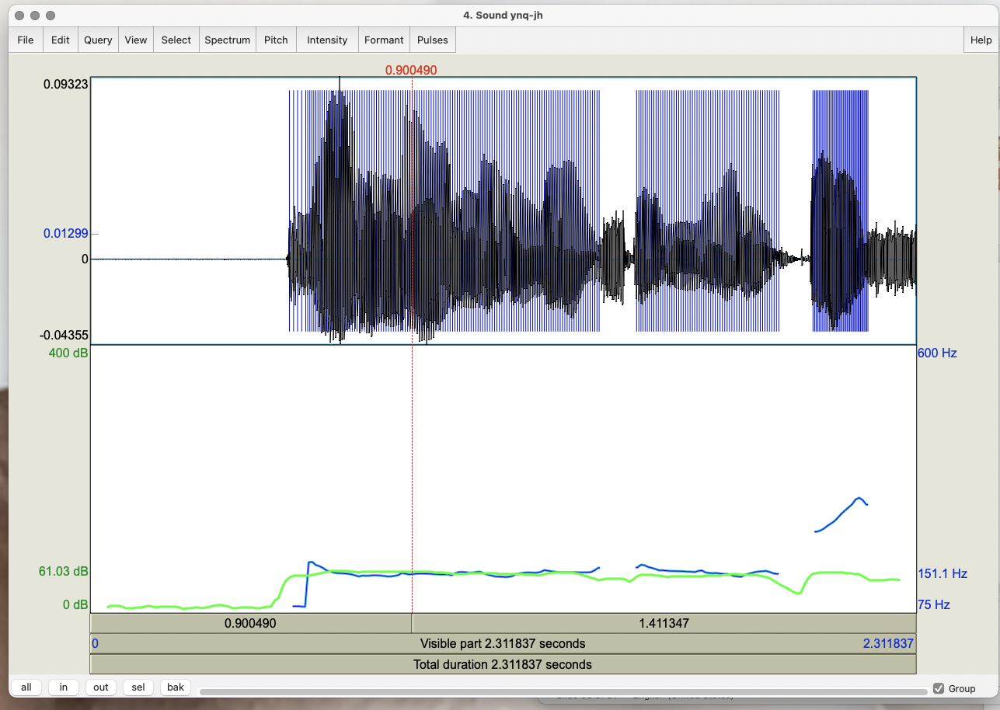 4. Sound ynq-jh
File Edit Query View Select Spectrum Pitch Intensity Formant Pulses Help
0.900490
0.09323
0.01299
0
-0.04355
400 dB 600 Hz
61.03 dB 151.1 Hz
0 dB 75 Hz
0.900490 1.411347
0 Visible part 2.311837 seconds 2.311837
Total duration 2.311837 seconds
all in out sel bak Group